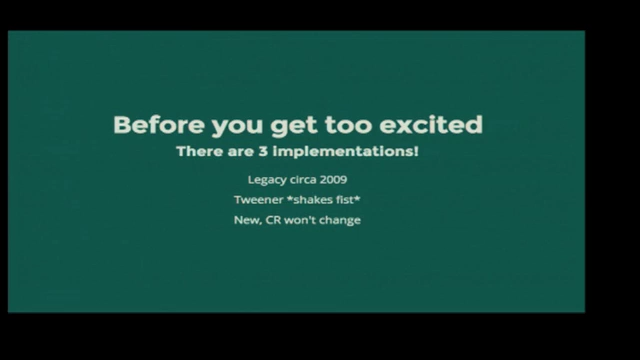 Before you get too excited
There are 3 implementations!
Legacy circa 2009
Tweener *shakes fist*
New, CR won't change